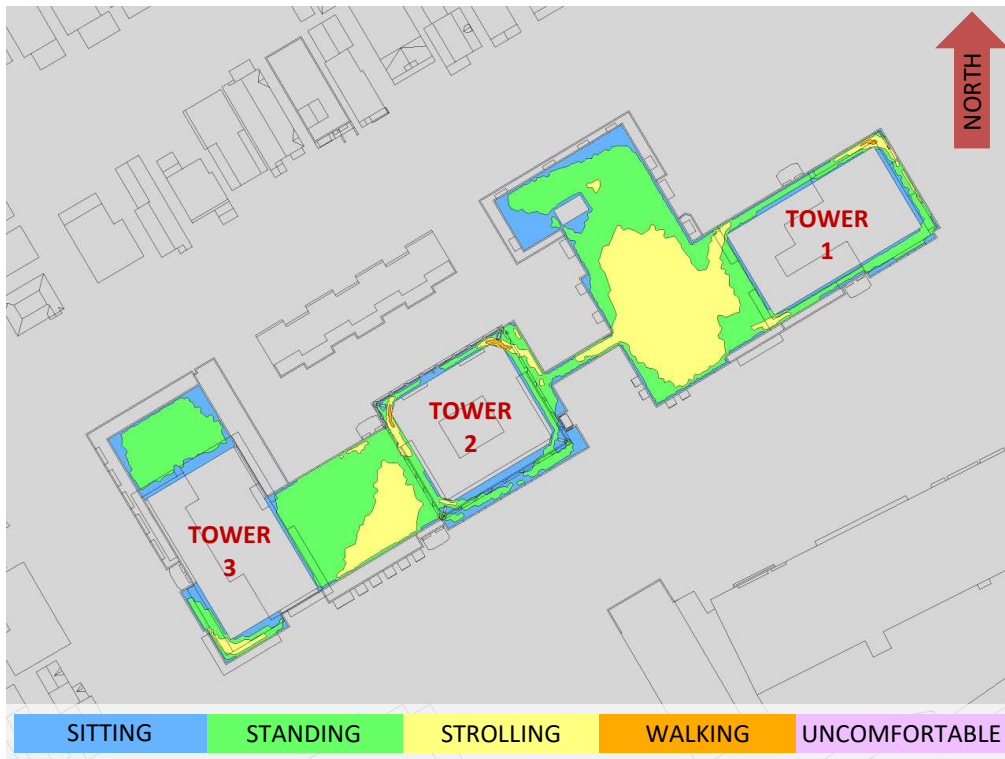 NORTH
TOWER
1
TOWER
2
TOWER
3
SITTING STANDING STROLLING WALKING UNCOMFORTABLE